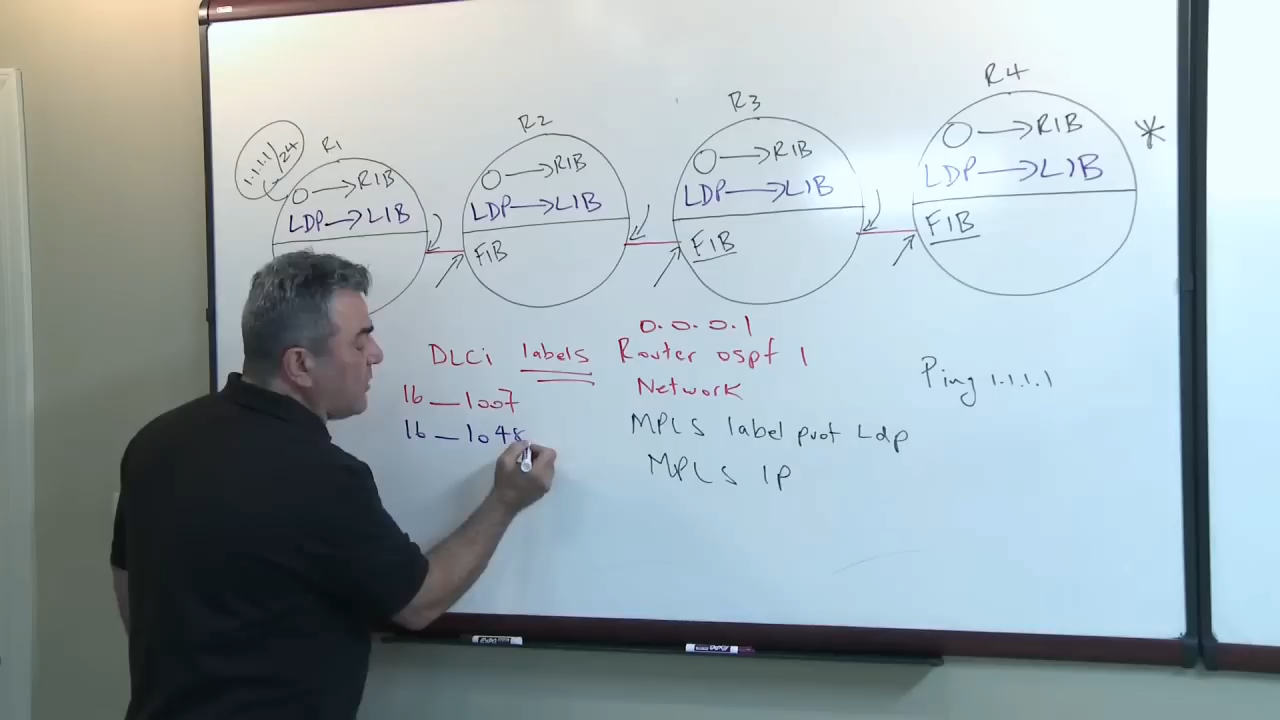 R1
R2
R3
R4
1.1.1.1/24
O→RIB
LDP→LIB
O→RIB
LDP→LIB
FIB
O→RIB
LDP→LIB
FIB
O→RIB
LDP→LIB
FIB
*
0.0.0.1
DLCi labels Router ospf 1
16—1007 Network
16—1048 MPLS label prot Ldp
MPLS IP
Ping 1.1.1.1
EXPO